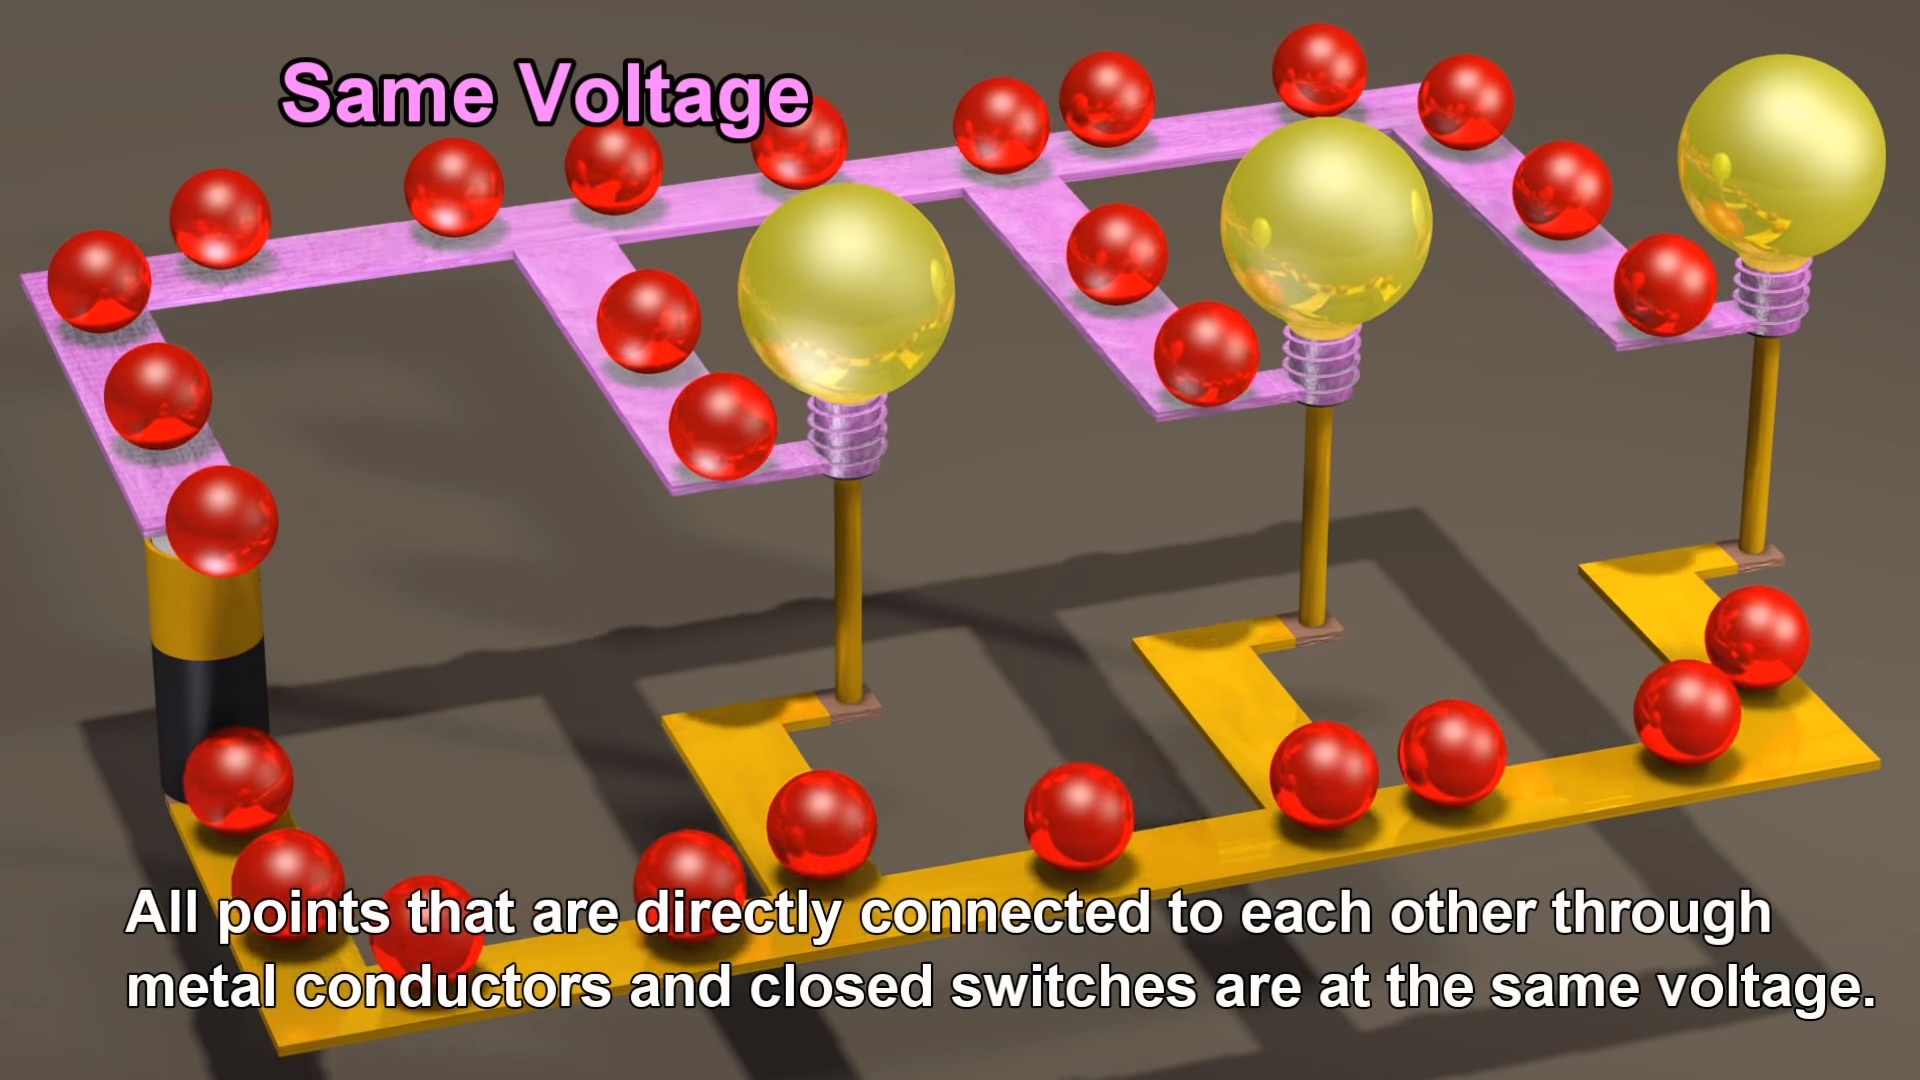 Same Voltage
All points that are directly connected to each other through
metal conductors and closed switches are at the same voltage.